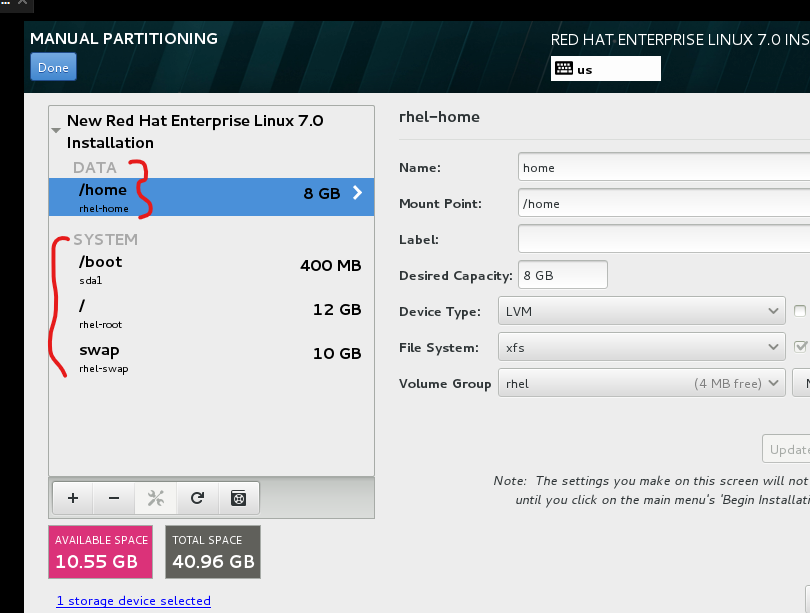 MANUAL PARTITIONING
RED HAT ENTERPRISE LINUX 7.0 INS
Done
us
New Red Hat Enterprise Linux 7.0
Installation
DATA
/home
8 GB
rhel-home
SYSTEM
/boot
400 MB
sda1
/
12 GB
rhel-root
swap
10 GB
rhel-swap
+
-
AVAILABLE SPACE
10.55 GB
TOTAL SPACE
40.96 GB
1 storage device selected
rhel-home
Name: home
Mount Point: /home
Label:
Desired Capacity: 8 GB
Device Type: LVM
File System: xfs
Volume Group rhel (4 MB free)
Update
Note: The settings you make on this screen will not
until you click on the main menu's 'Begin Installati